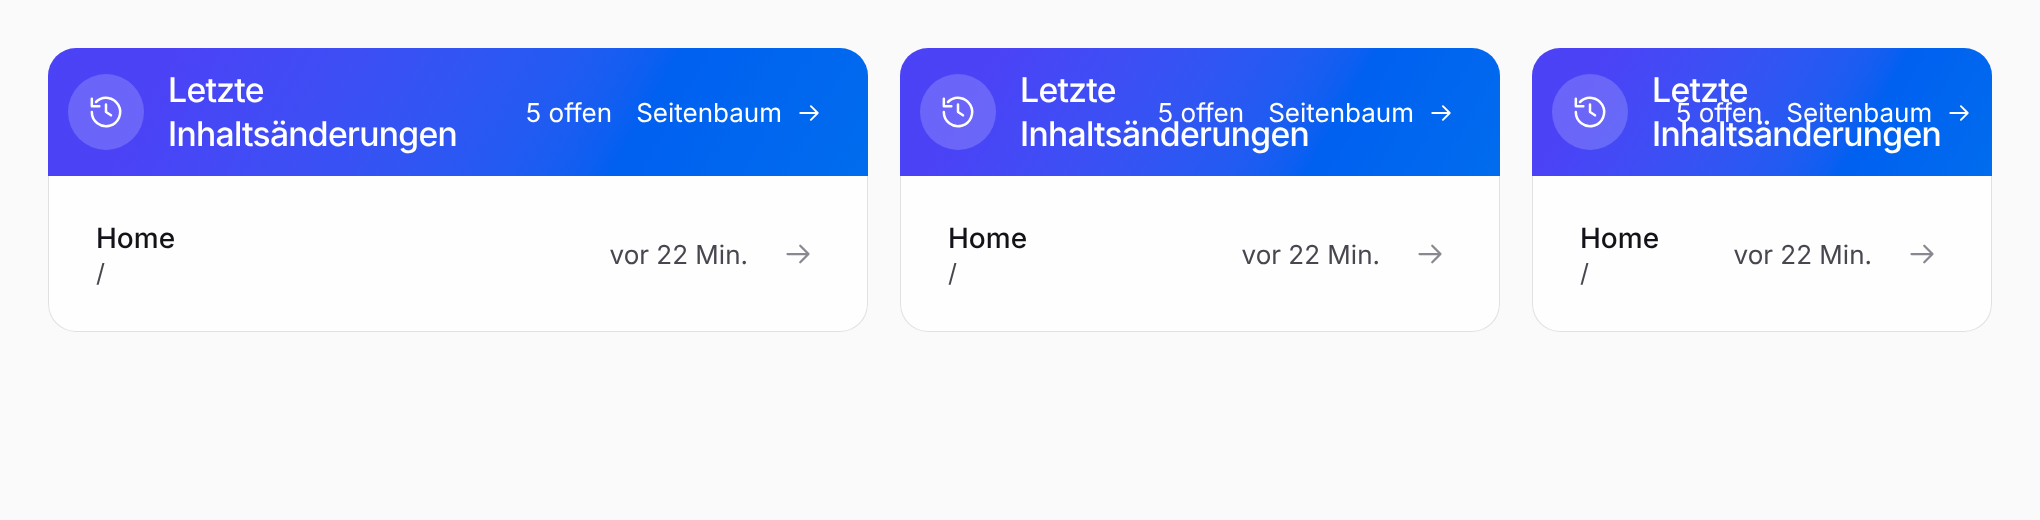 Letzte
Inhaltsänderungen
5 offen Seitenbaum →
Home
/
vor 22 Min. →
Letzte
Inhaltsänderungen
5 offen Seitenbaum →
Home
/
vor 22 Min. →
Letzte
Inhaltsänderungen
5 offen Seitenbaum →
Home
/
vor 22 Min. →